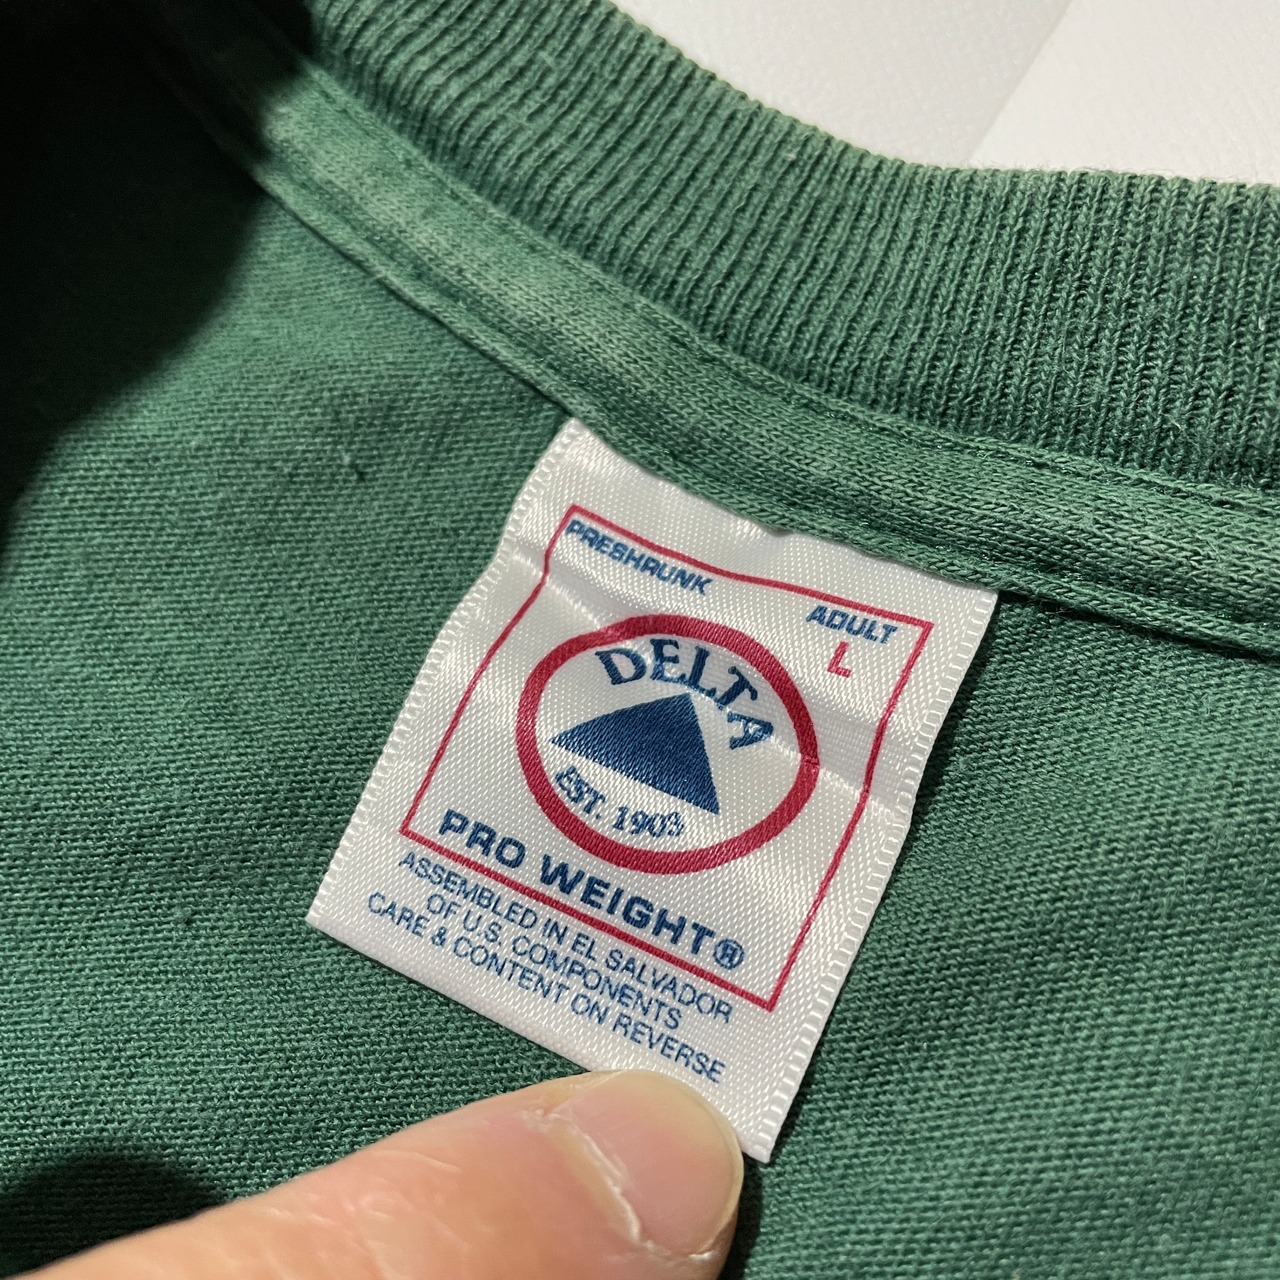 PRESHRUNK
ADULT
L
DELTA
EST. 1903
PRO WEIGHT®
ASSEMBLED IN EL SALVADOR
OF U.S. COMPONENTS
CARE & CONTENT ON REVERSE